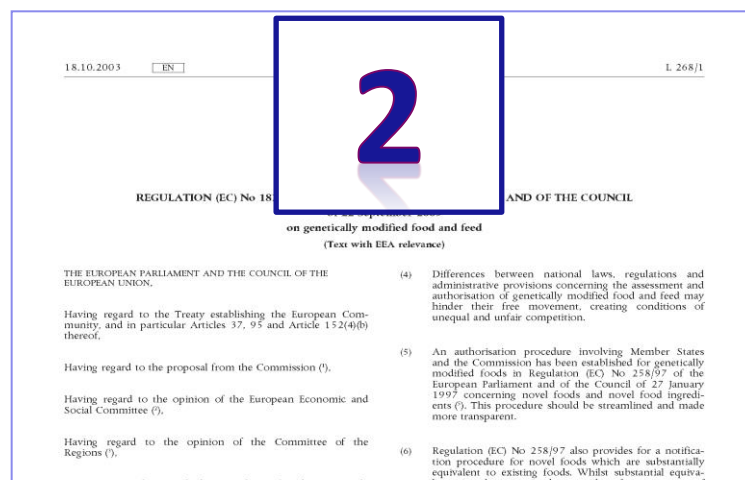 18.10.2003 EN L 268/1
2
REGULATION (EC) No 18 AND OF THE COUNCIL
on genetically modified food and feed
(Text with EEA relevance)
THE EUROPEAN PARLIAMENT AND THE COUNCIL OF THE
EUROPEAN UNION,
Having regard to the Treaty establishing the European Com-
munity, and in particular Articles 37, 95 and Article 152(4)(b)
thereof,
Having regard to the proposal from the Commission (¹),
Having regard to the opinion of the European Economic and
Social Committee (²),
Having regard to the opinion of the Committee of the
Regions (³),
(4) Differences between national laws, regulations and
administrative provisions concerning the assessment and
authorisation of genetically modified food and feed may
hinder their free movement, creating conditions of
unequal and unfair competition.
(5) An authorisation procedure involving Member States
and the Commission has been established for genetically
modified foods in Regulation (EC) No 258/97 of the
European Parliament and of the Council of 27 January
1997 concerning novel foods and novel food ingredi-
ents (⁵). This procedure should be streamlined and made
more transparent.
(6) Regulation (EC) No 258/97 also provides for a notifica-
tion procedure for novel foods which are substantially
equivalent to existing foods. Whilst substantial equiva-